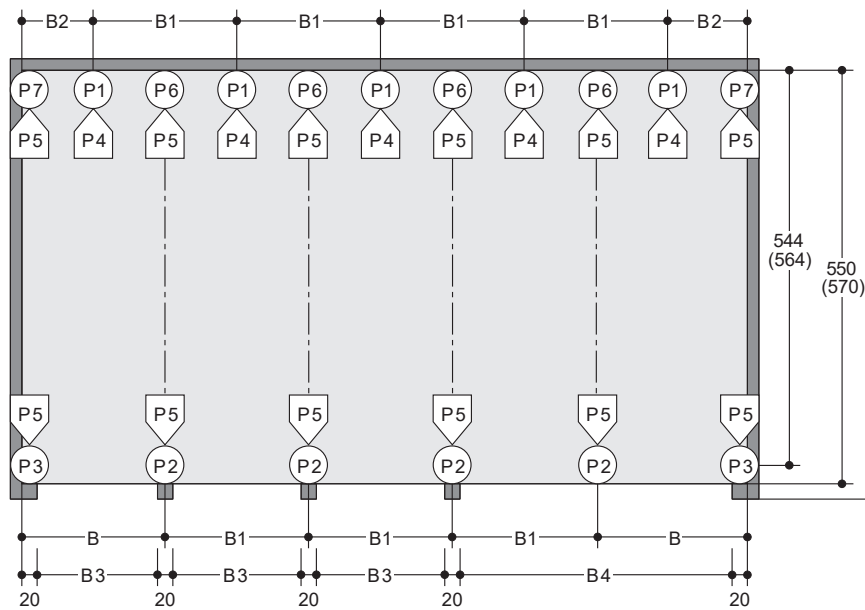 B2 B1 B1 B1 B1 B2
P7 P1 P6 P1 P6 P1 P6 P1 P6 P1 P7
P5 P4 P5 P4 P5 P4 P5 P4 P5 P4 P5
544
(564)
550
(570)
P5 P5 P5 P5 P5 P5
P3 P2 P2 P2 P2 P3
B B1 B1 B1 B
B3 B3 B3 B4
20 20 20 20 20